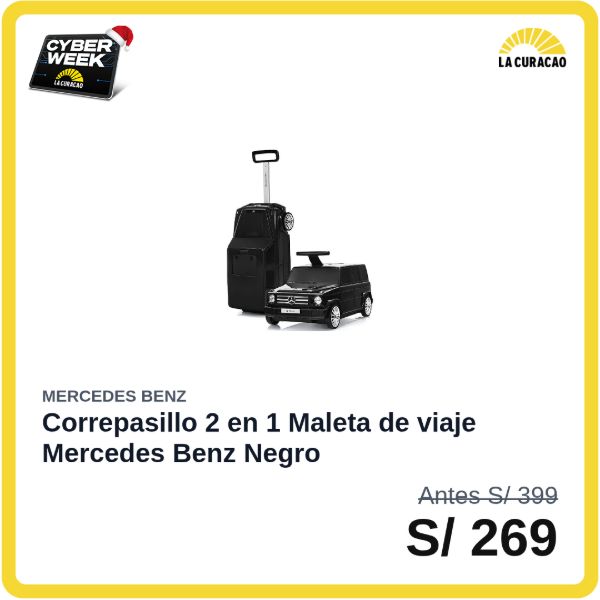 CYBER
WEEK
LA CURACAO
LA CURACAO
MERCEDES BENZ
Correpasillo 2 en 1 Maleta de viaje
Mercedes Benz Negro
Antes S/ 399
S/ 269